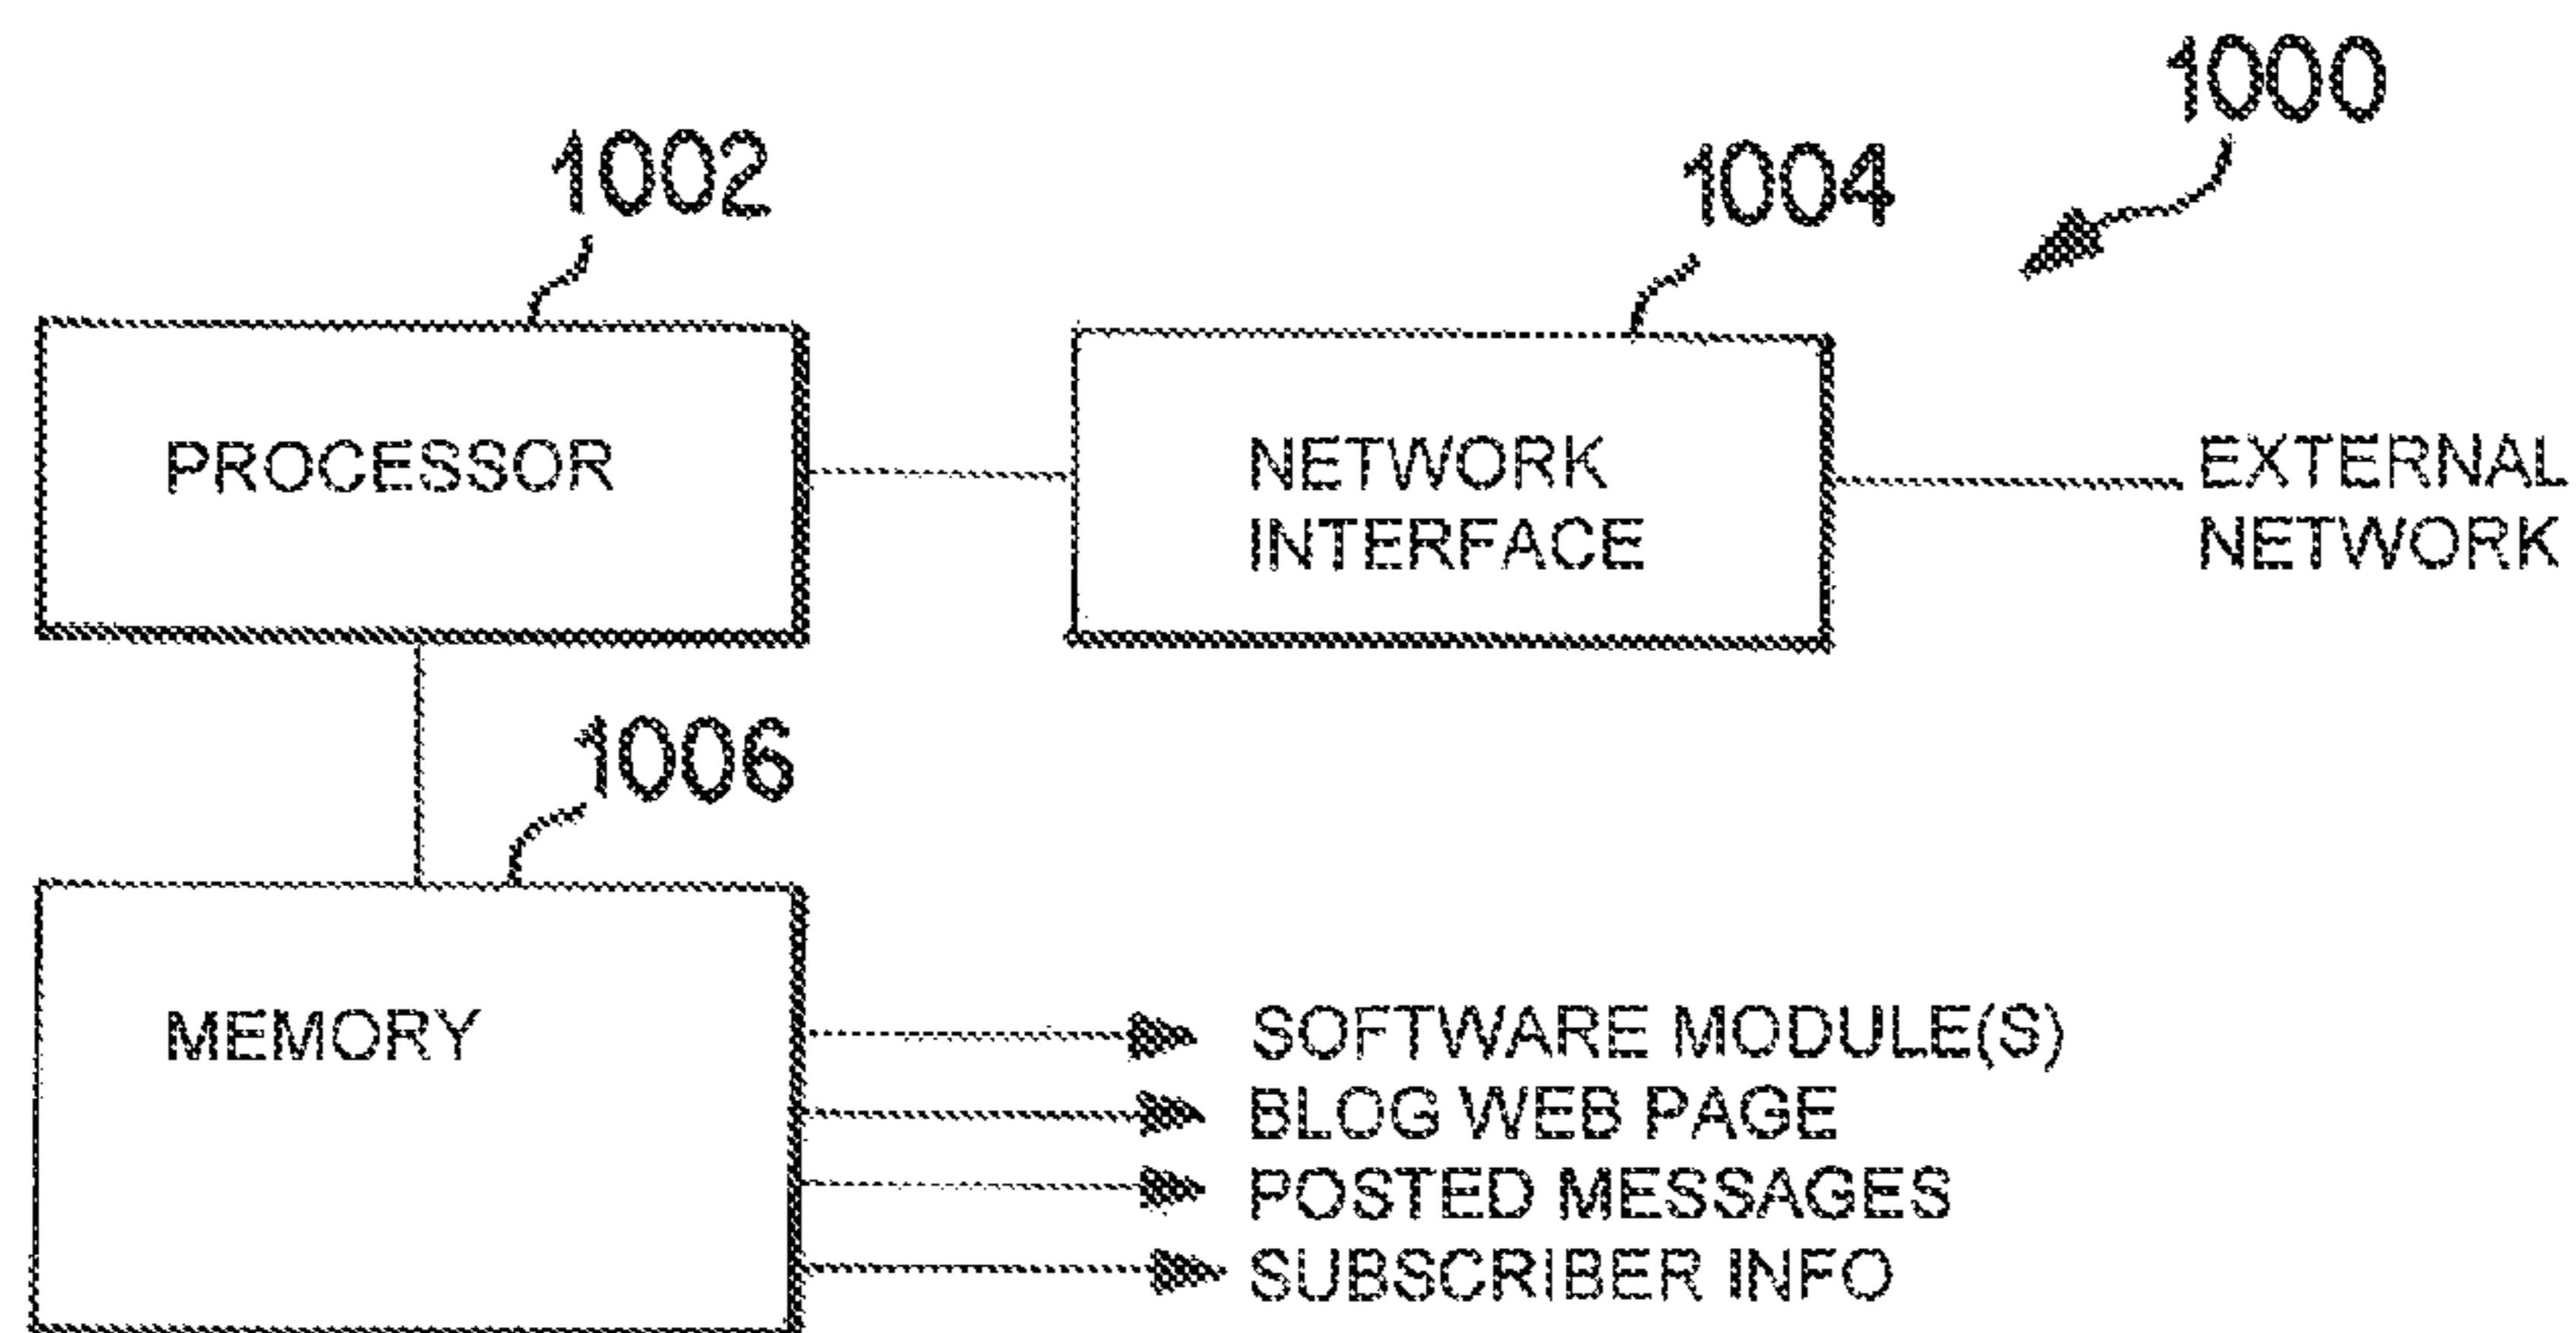 1000
1002
1004
PROCESSOR
NETWORK
INTERFACE
EXTERNAL
NETWORK
1006
MEMORY
SOFTWARE MODULE(S)
BLOG WEB PAGE
POSTED MESSAGES
SUBSCRIBER INFO